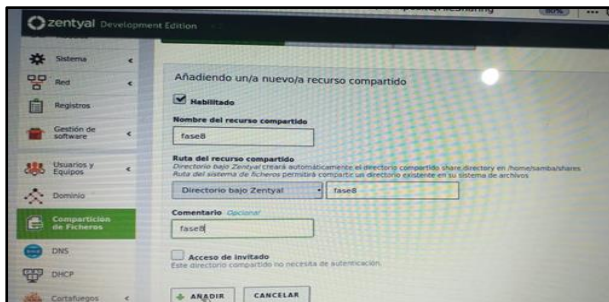 zentyal Development Edition
80%
Sistema
Red
Registros
Gestión de
software
Usuarios y
Equipos
Dominio
Compartición
de Ficheros
DNS
DHCP
Cortafuegos
Añadiendo un/a nuevo/a recurso compartido
Habilitado
Nombre del recurso compartido
fase8
Ruta del recurso compartido
Directorio bajo Zentyal creará automáticamente el directorio compartido share directory en /home/samba/shares
Ruta del sistema de ficheros permitirá compartir un directorio existente en su sistema de archivos
Directorio bajo Zentyal fase8
Comentario Opcional
fase8
Acceso de invitado
Este directorio compartido no necesita de autenticación.
AÑADIR CANCELAR